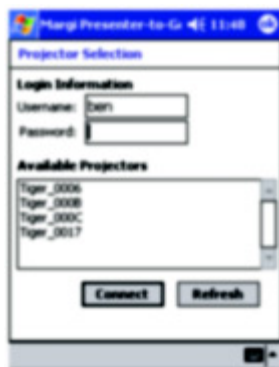 Margi Presenter-to-Go 11:48 ok
Projector Selection
Login Information
Username: ben
Password:
Available Projectors
Tiger_0006
Tiger_000B
Tiger_000C
Tiger_0017
Connect Refresh